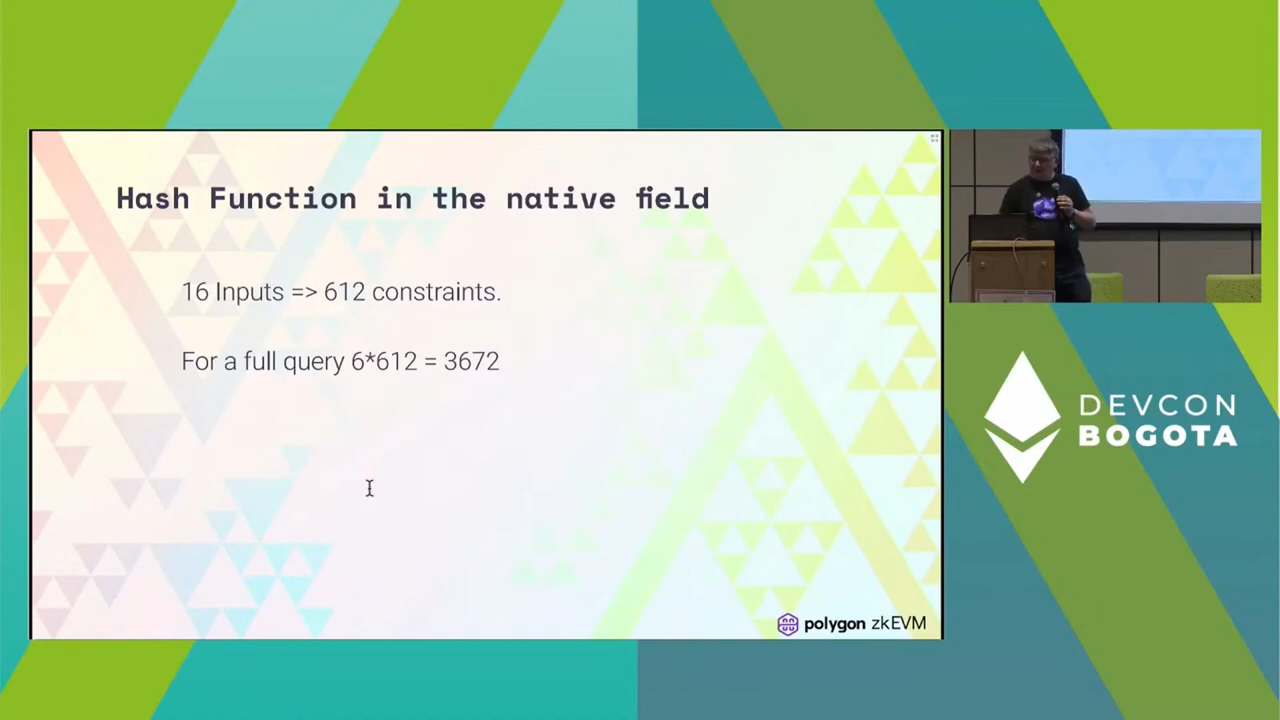 Hash Function in the native field
16 Inputs => 612 constraints.
For a full query 6*612 = 3672
polygon zkEVM
DEVCON
BOGOTA